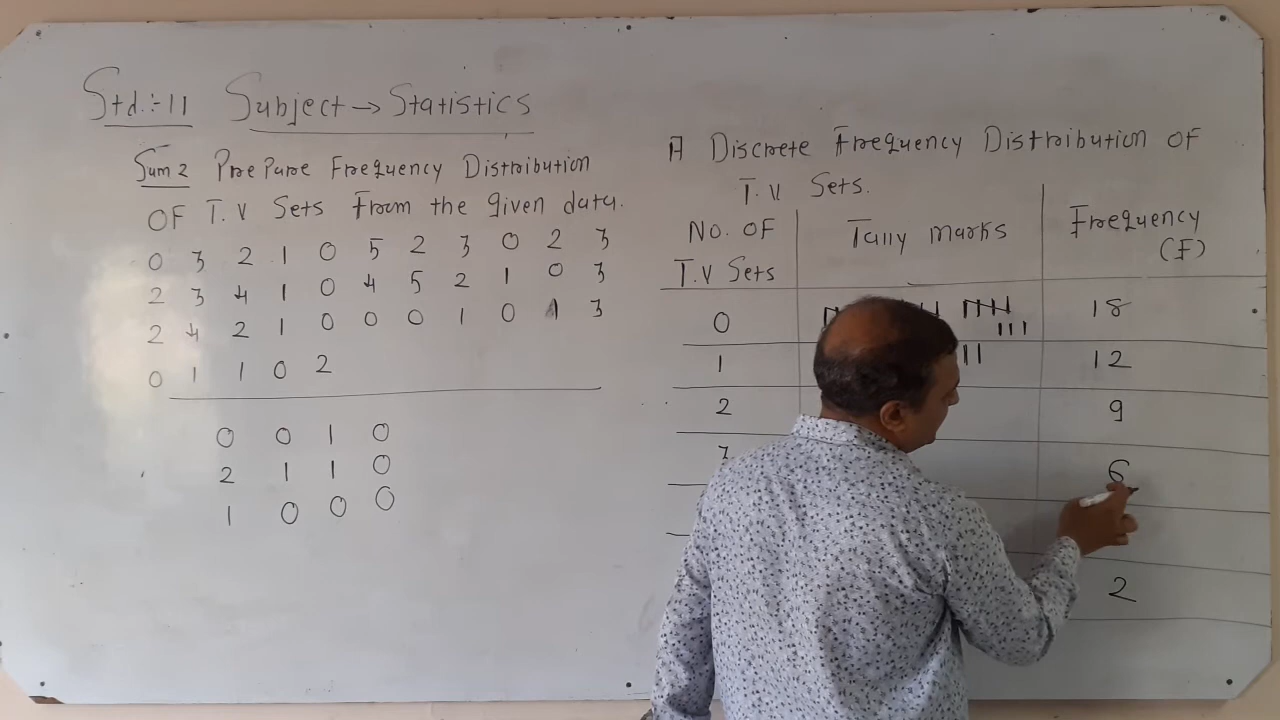 Std.:-11 Subject → Statistics
Sum 2 Prepare Frequency Distribution
OF T.V Sets From the given data.
0 3 2 1 0 5 2 3 0 2 3
2 3 4 1 0 4 5 2 1 0 3
2 4 2 1 0 0 0 1 0 1 3
0 1 1 0 2
0 0 1 0
2 1 1 0
1 0 0 0
A Discrete Frequency Distribution OF
T.V Sets.
No. OF
T.V Sets
Tally marks
Frequency
(F)
0 18
1 12
2 9
6
2